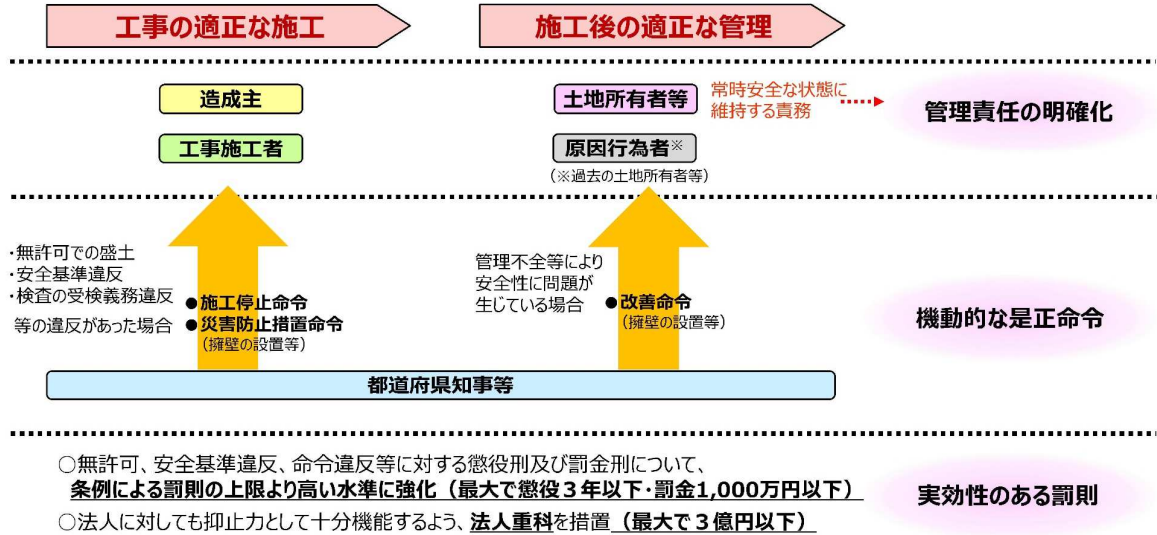 工事の適正な施工
施工後の適正な管理
造成主
工事施工者
土地所有者等
常時安全な状態に
維持する責務
原因行為者※
(※過去の土地所有者等)
管理責任の明確化
・無許可での盛土
・安全基準違反
・検査の受検義務違反
等の違反があった場合
●施工停止命令
●災害防止措置命令
(擁壁の設置等)
管理不全等により
安全性に問題が
生じている場合
●改善命令
(擁壁の設置等)
機動的な是正命令
都道府県知事等
○無許可、安全基準違反、命令違反等に対する懲役刑及び罰金刑について、
条例による罰則の上限より高い水準に強化（最大で懲役３年以下・罰金1,000万円以下）
○法人に対しても抑止力として十分機能するよう、法人重科を措置（最大で３億円以下）
実効性のある罰則